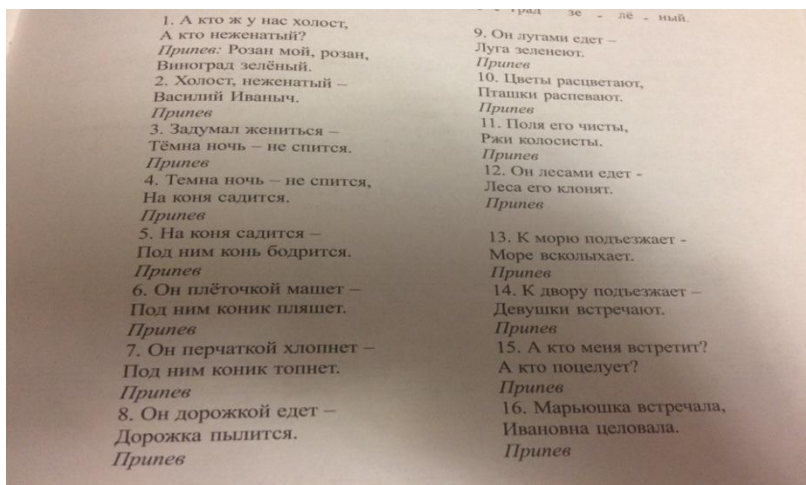 1. А кто ж у нас холост,
А кто неженатый?
Припев: Розан мой, розан,
Виноград зелёный.
2. Холост, неженатый –
Василий Иваныч.
Припев
3. Задумал жениться –
Тёмна ночь – не спится.
Припев
4. Темна ночь – не спится,
На коня садится.
Припев
5. На коня садится –
Под ним конь бодрится.
Припев
6. Он плёточкой машет –
Под ним коник пляшет.
Припев
7. Он перчаткой хлопнет –
Под ним коник топнет.
Припев
8. Он дорожкой едет –
Дорожка пылится.
Припев
град зе - лё - ный.
9. Он лугами едет –
Луга зеленеют.
Припев
10. Цветы расцветают,
Пташки распевают.
Припев
11. Поля его чисты,
Ржи колосисты.
Припев
12. Он лесами едет -
Леса его клонят.
Припев
13. К морю подъезжает -
Море всколыхает.
Припев
14. К двору подъезжает –
Девушки встречают.
Припев
15. А кто меня встретит?
А кто поцелует?
Припев
16. Марьюшка встречала,
Ивановна целовала.
Припев